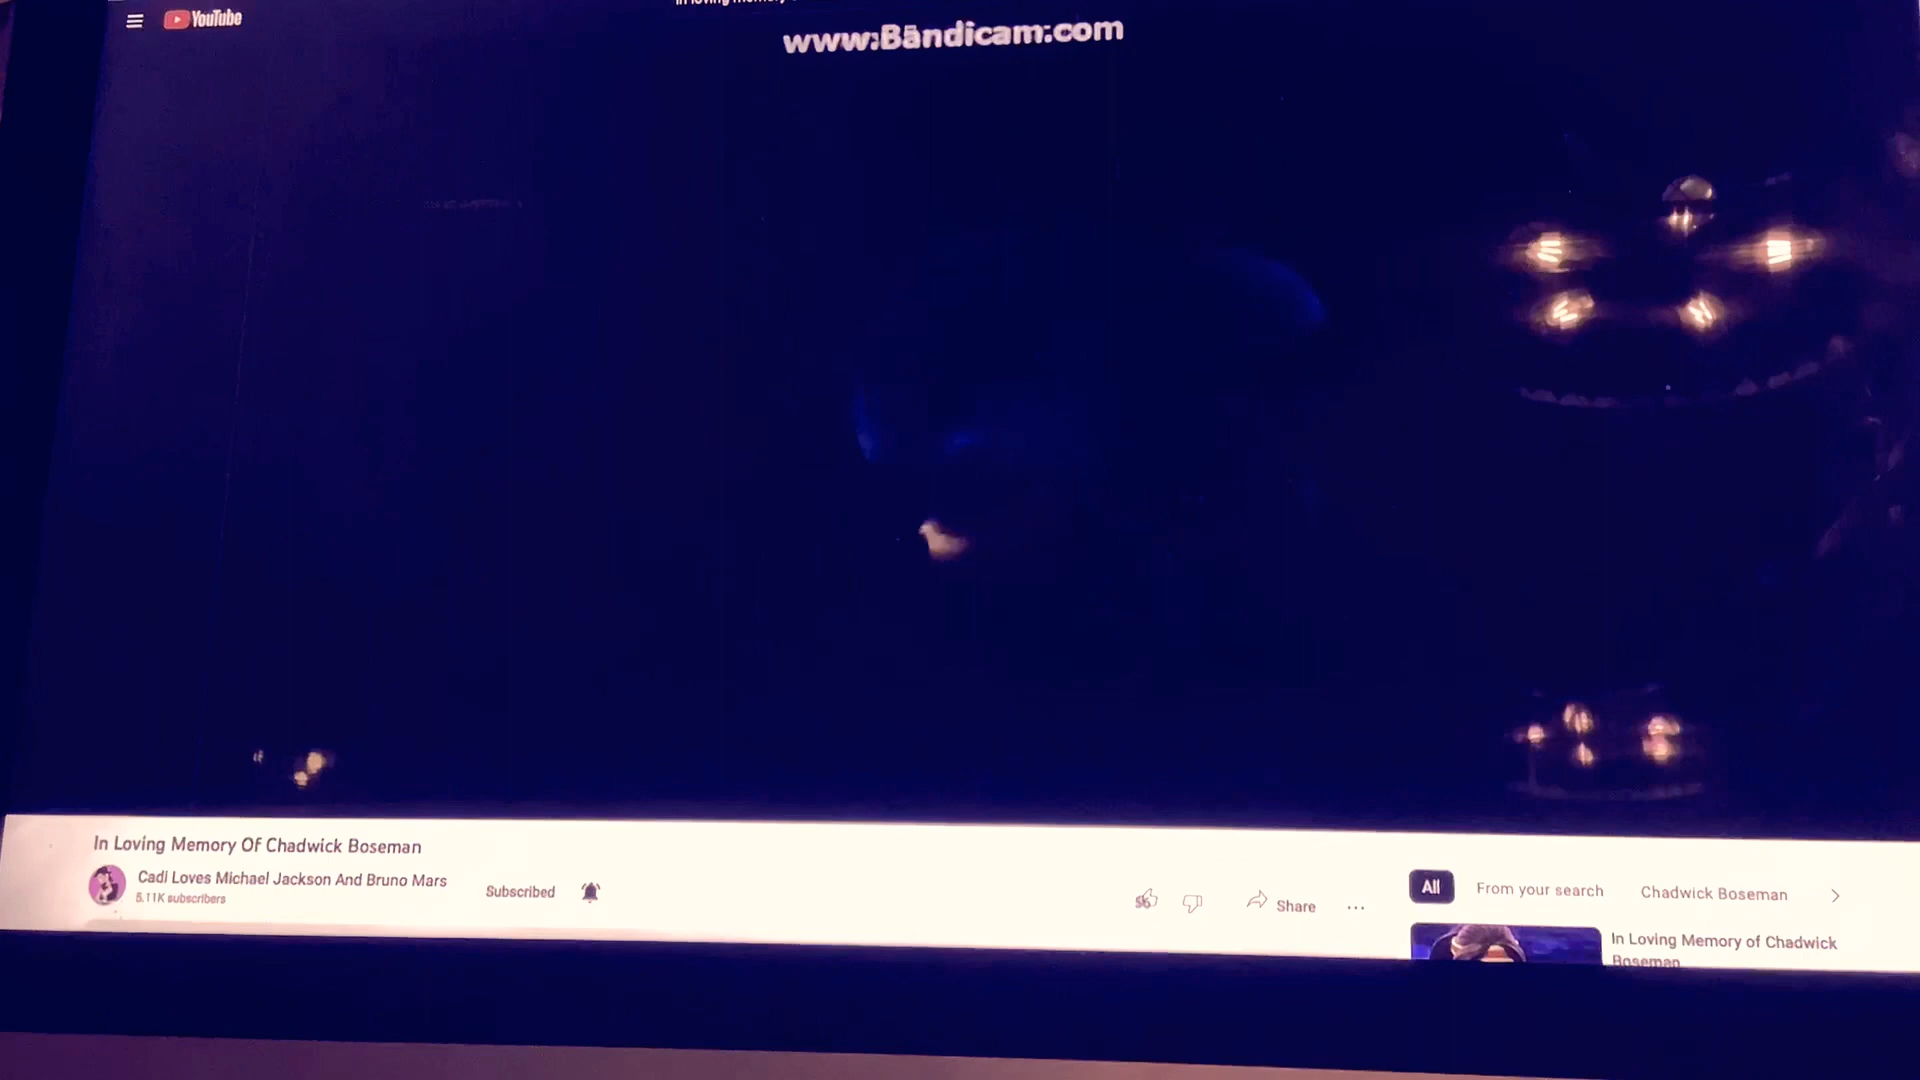 YouTube
www.Bandicam.com
In Loving Memory Of Chadwick Boseman
Cadi Loves Michael Jackson And Bruno Mars
5.11K subscribers
Subscribed
56
Share
All
From your search
Chadwick Boseman
In Loving Memory of Chadwick
Boseman